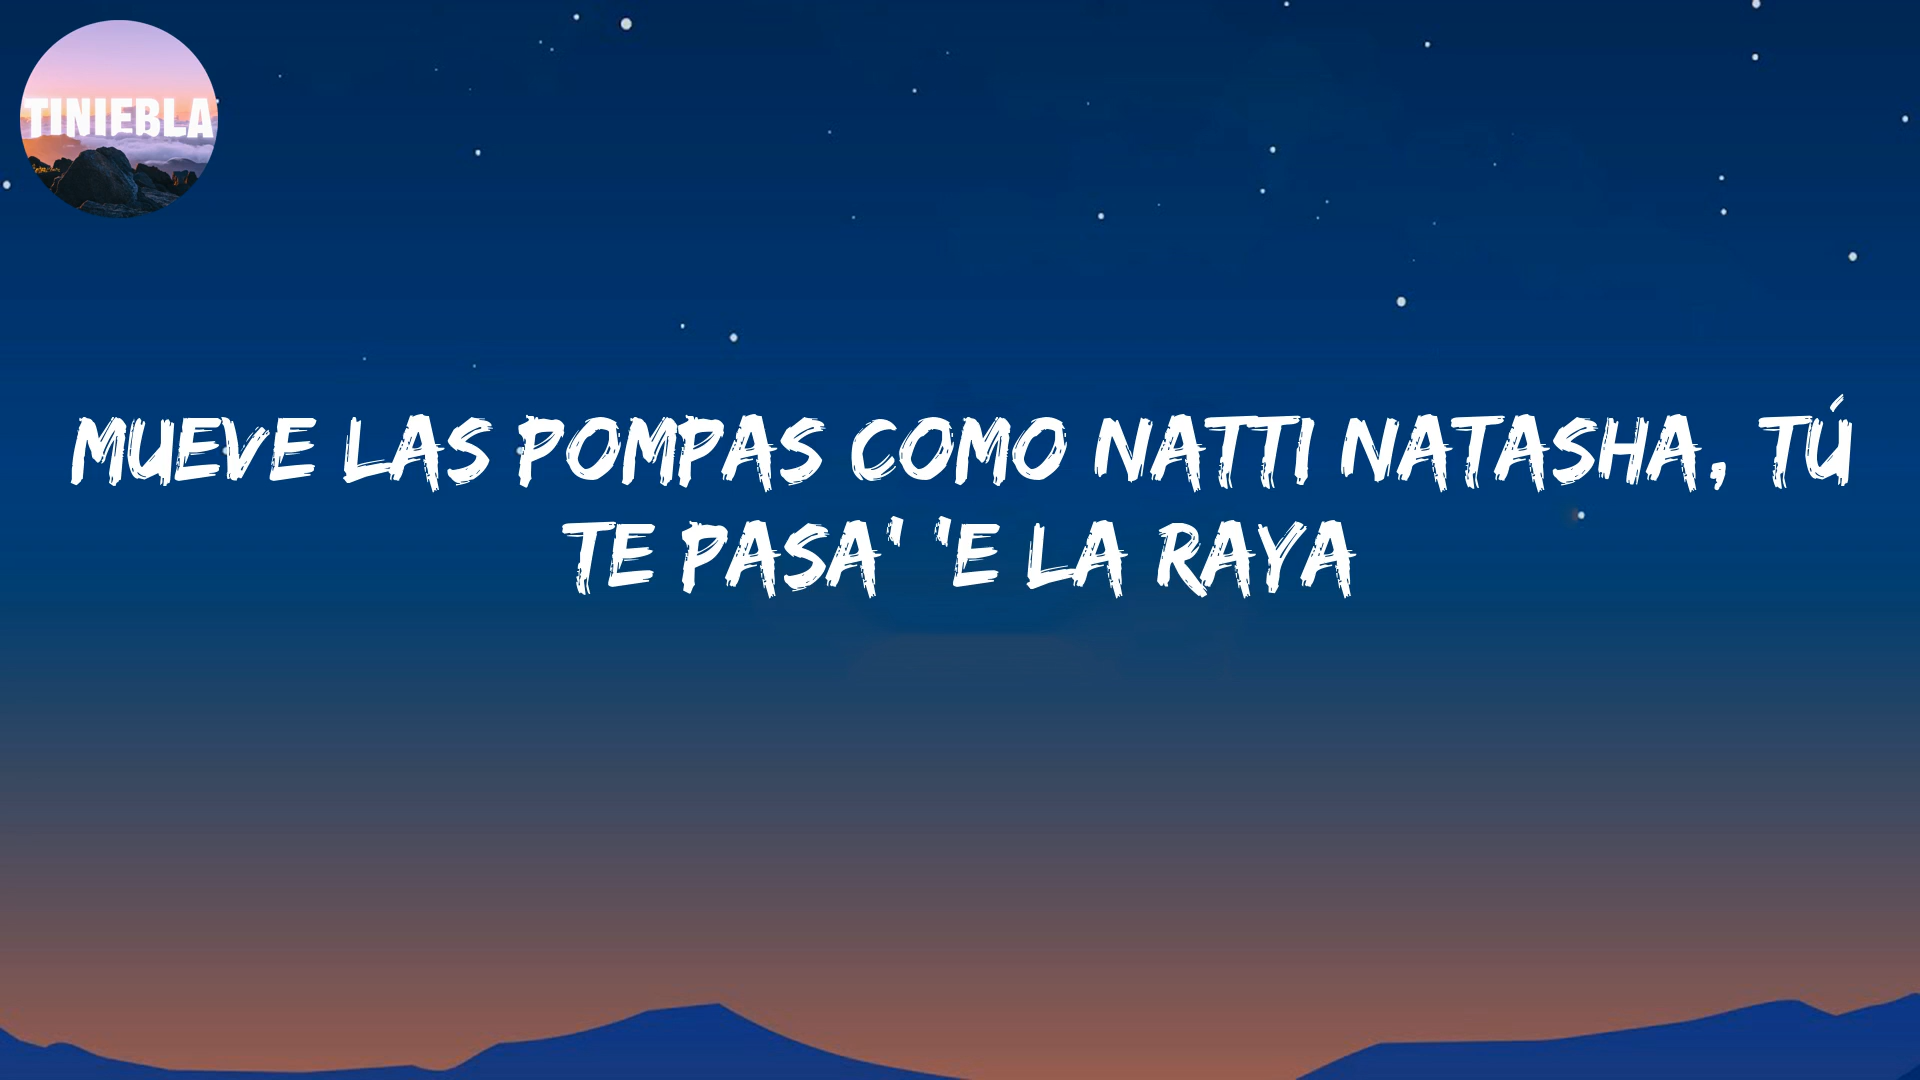 TINIEBLA
MUEVE LAS POMPAS COMO NATTI NATASHA, TÚ
TE PASA' 'E LA RAYA